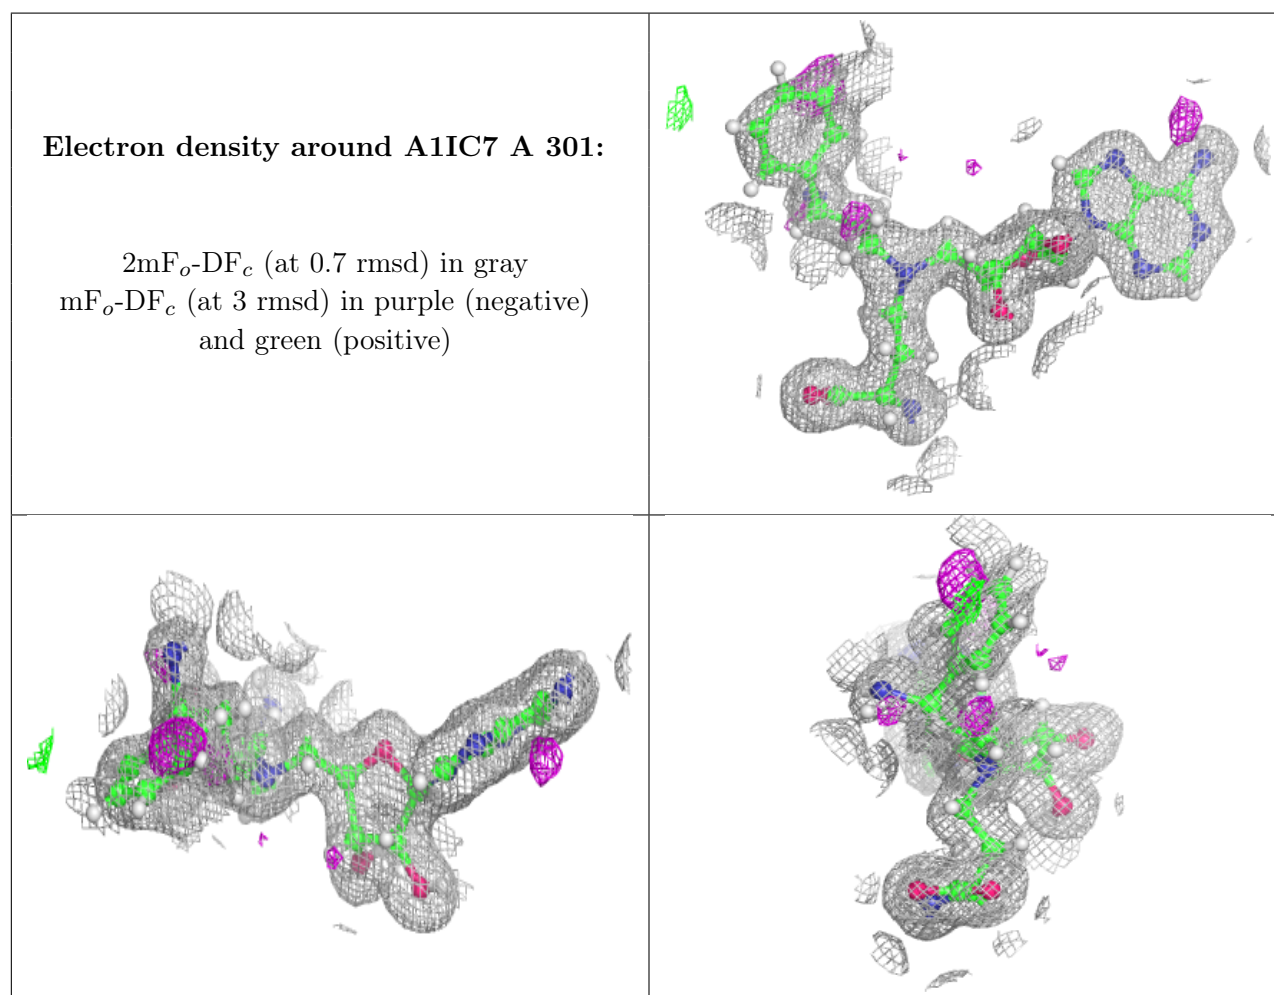 Electron density around A1IC7 A 301:
2mFo-DFc (at 0.7 rmsd) in gray
mFo-DFc (at 3 rmsd) in purple (negative)
and green (positive)